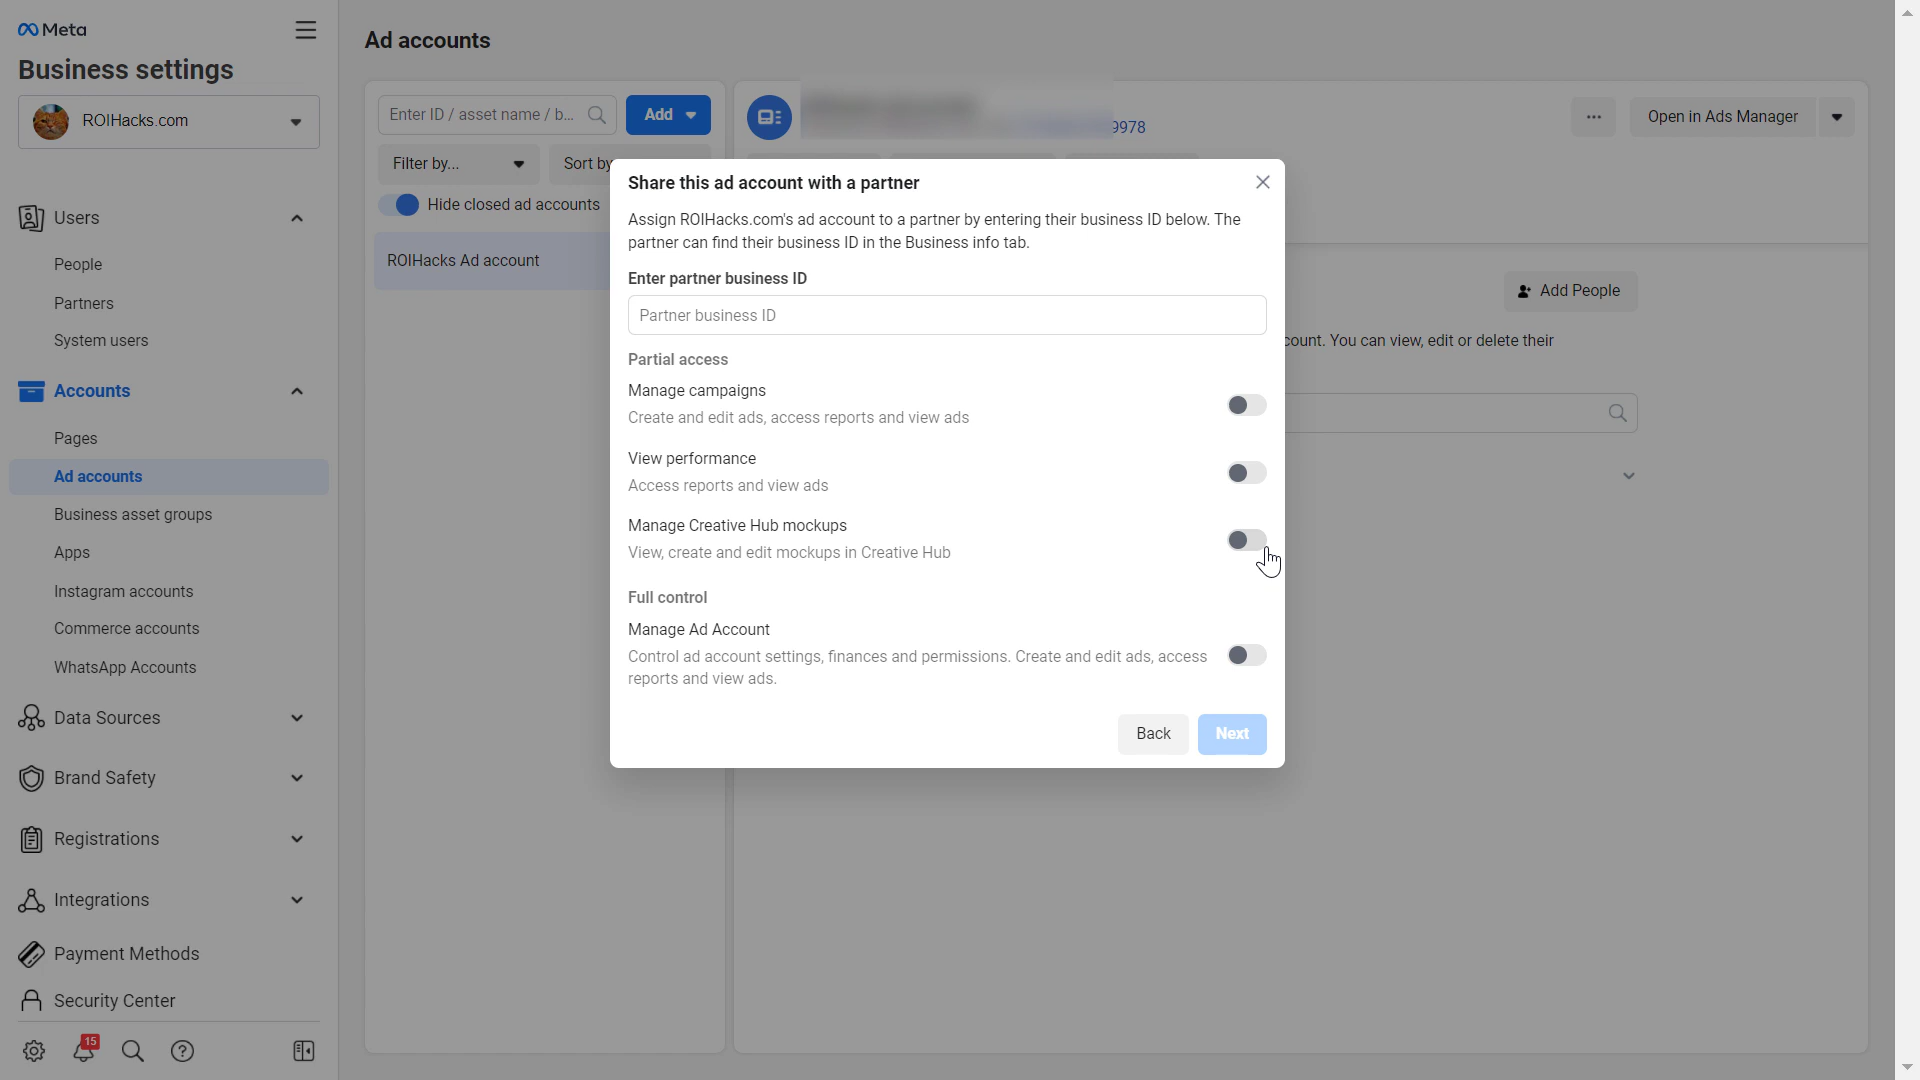 Meta
Business settings
ROIHacks.com
Users
People
Partners
System users
Accounts
Pages
Ad accounts
Business asset groups
Apps
Instagram accounts
Commerce accounts
WhatsApp Accounts
Data Sources
Brand Safety
Registrations
Integrations
Payment Methods
Security Center
15
Ad accounts
Enter ID / asset name / b...
Add
Filter by...
Sort by
Hide closed ad accounts
ROIHacks Ad account
9978
Open in Ads Manager
Add People
count. You can view, edit or delete their
Share this ad account with a partner
Assign ROIHacks.com's ad account to a partner by entering their business ID below. The
partner can find their business ID in the Business info tab.
Enter partner business ID
Partner business ID
Partial access
Manage campaigns
Create and edit ads, access reports and view ads
View performance
Access reports and view ads
Manage Creative Hub mockups
View, create and edit mockups in Creative Hub
Full control
Manage Ad Account
Control ad account settings, finances and permissions. Create and edit ads, access
reports and view ads.
Back
Next